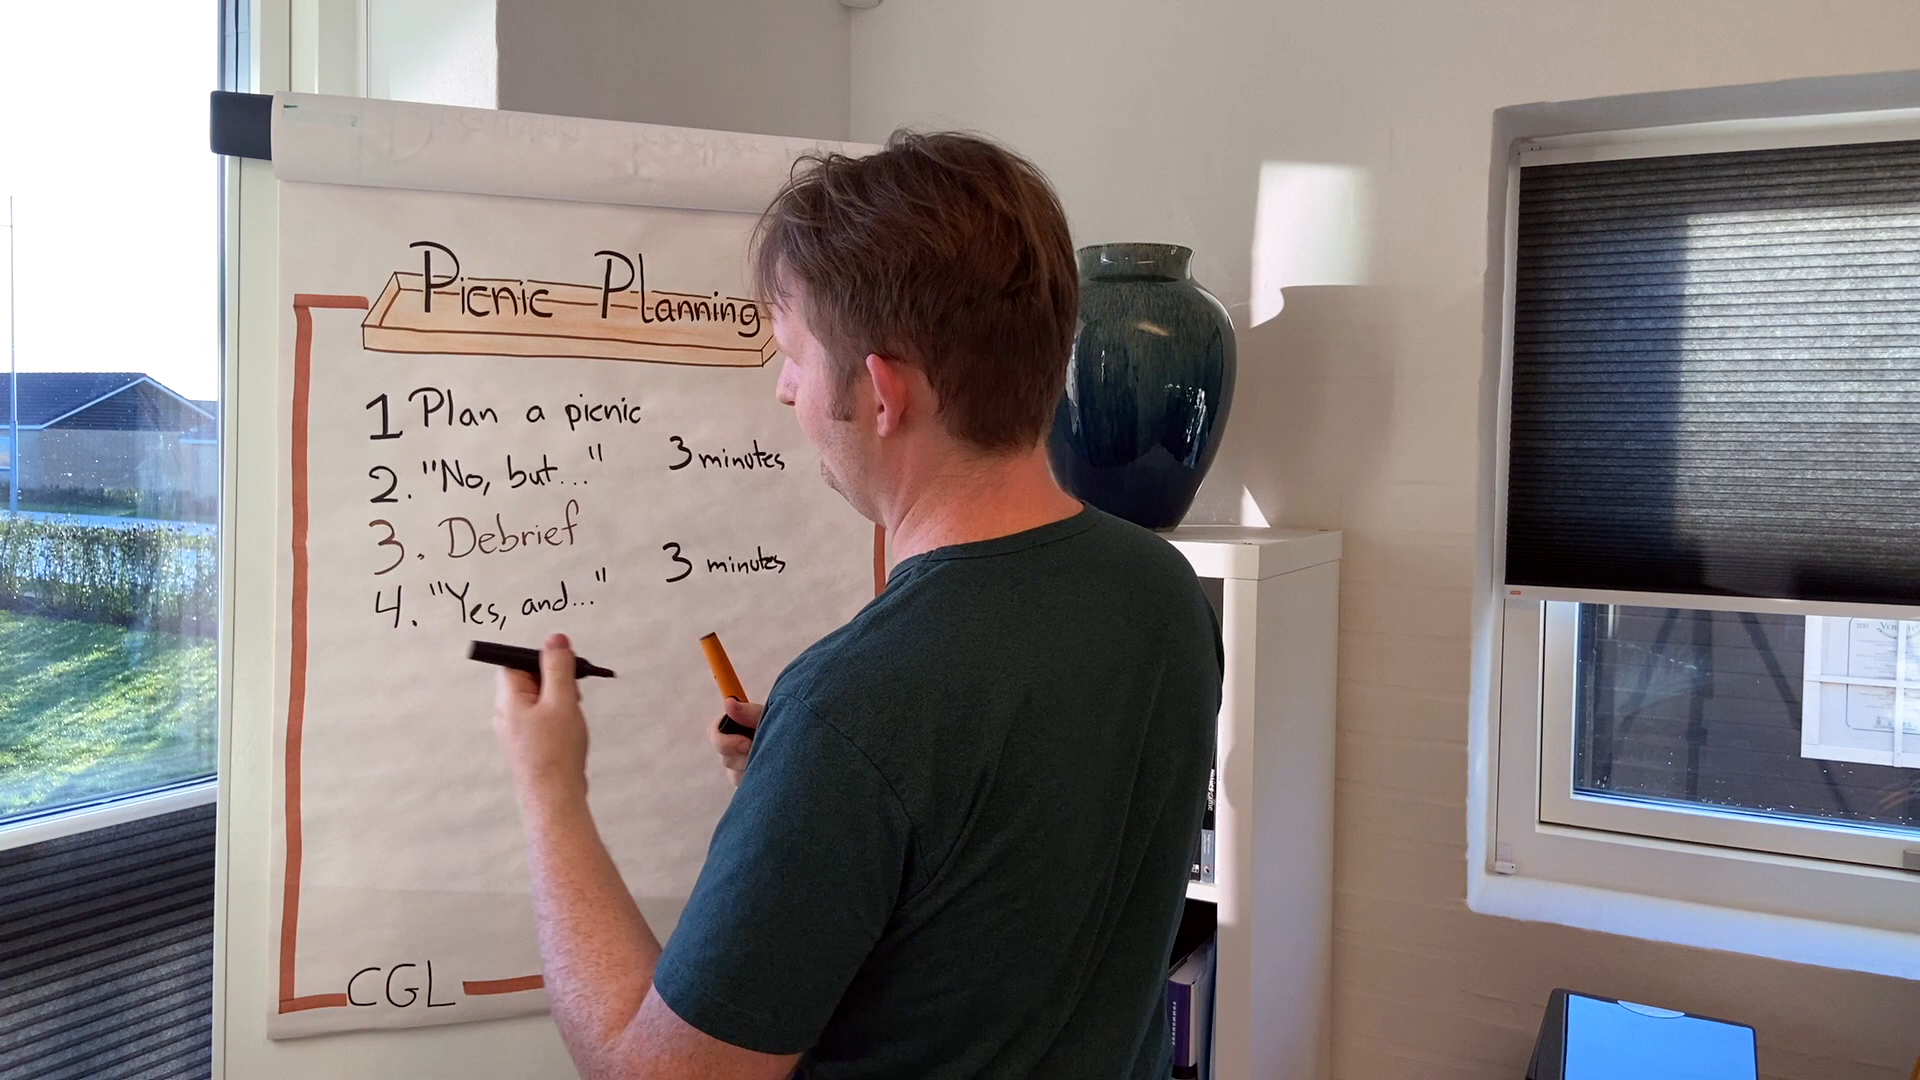 Picnic Planning
1 Plan a picnic
2. "No, but..." 3 minutes
3. Debrief
4. "Yes, and..." 3 minutes
CGL